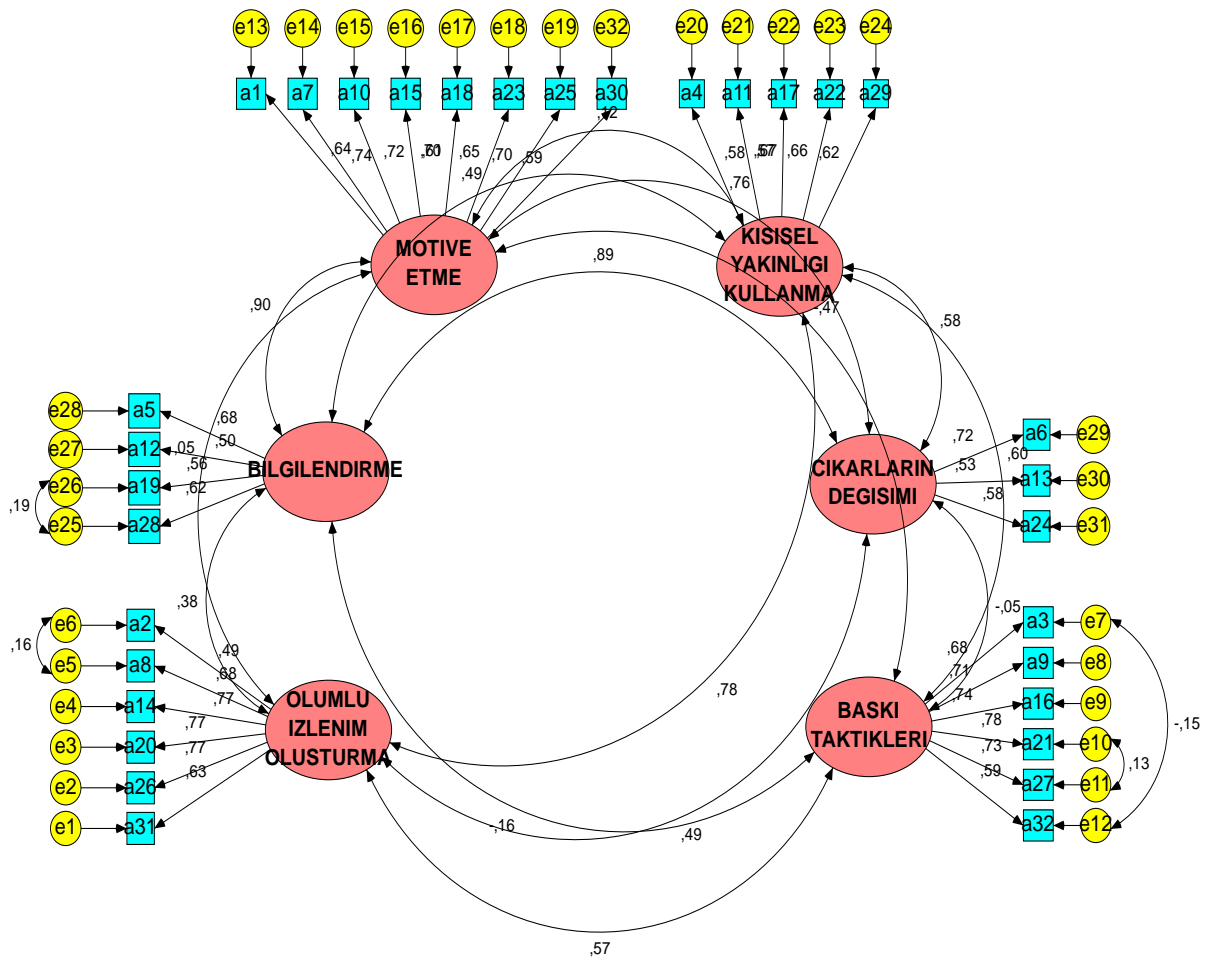 e13 e14 e15 e16 e17 e18 e19 e32 e20 e21 e22 e23 e24
a1 a7 a10 a15 a18 a23 a25 a30 a4 a11 a17 a22 a29
,12
,64 ,74 ,72 ,65 ,70 ,59 ,58 ,66 ,62
,49 ,76
MOTIVE
ETME
KISISEL
YAKINLIGI
KULLANMA
,89
,90
-,47
,58
e28 a5
,68
e27 a12 ,05 ,50
e26 a19 ,56
,62
e25 a28
,19
BILGILENDIRME
CIKARLARIN
DEGISIMI
,72 a6 e29
,53 ,60 a13 e30
,58 a24 e31
,38
e6 a2
,16
e5 a8
e4 a14
e3 a20
e2 a26
e1 a31
,49
,68
,77
,77
,77
,63
OLUMLU
IZLENIM
OLUSTURMA
,78
-,16
,49
,57
BASKI
TAKTIKLERI
-,05
,68
,71
,74
,78
,73
,59
a3 e7
a9 e8
a16 e9
a21 e10
a27 e11
a32 e12
-,15
,13